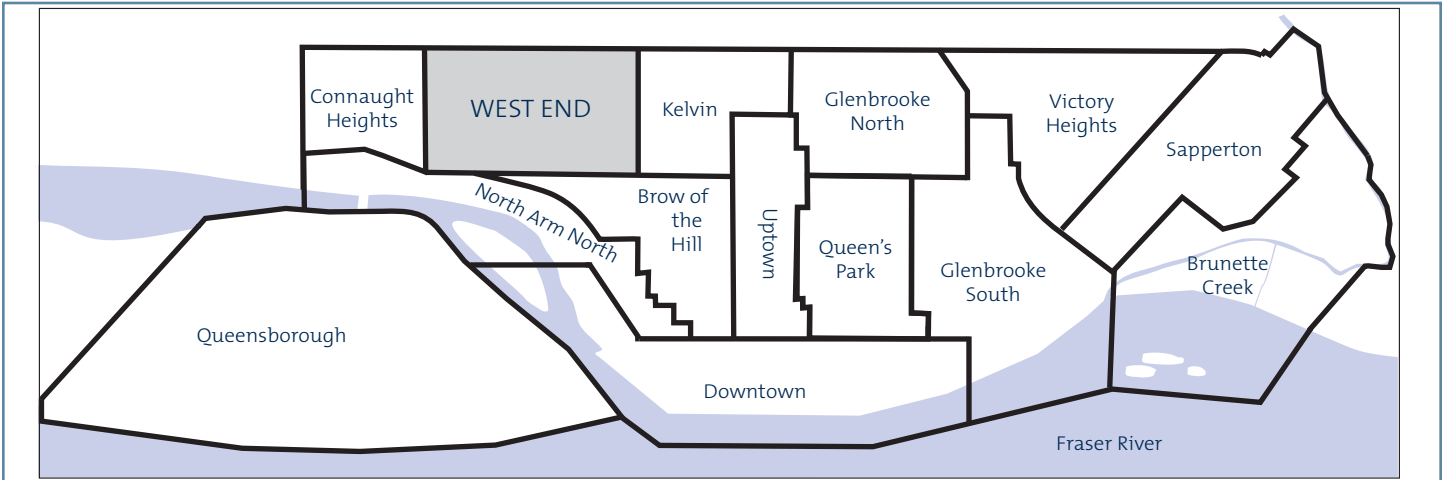 Connaught
Heights
WEST END
Kelvin
Glenbrooke
North
Victory
Heights
Sapperton
North Arm North
Brow of
the
Hill
Uptown
Queen's
Park
Glenbrooke
South
Brunette
Creek
Queensborough
Downtown
Fraser River